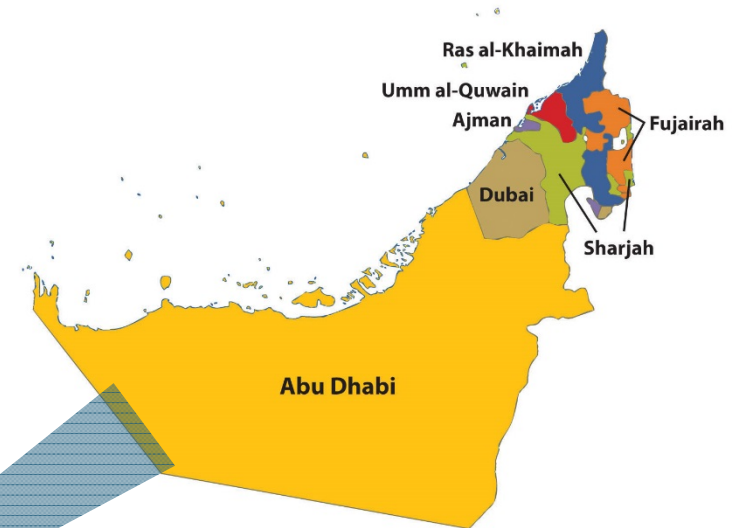 Ras al-Khaimah
Umm al-Quwain
Ajman
Fujairah
Dubai
Sharjah
Abu Dhabi